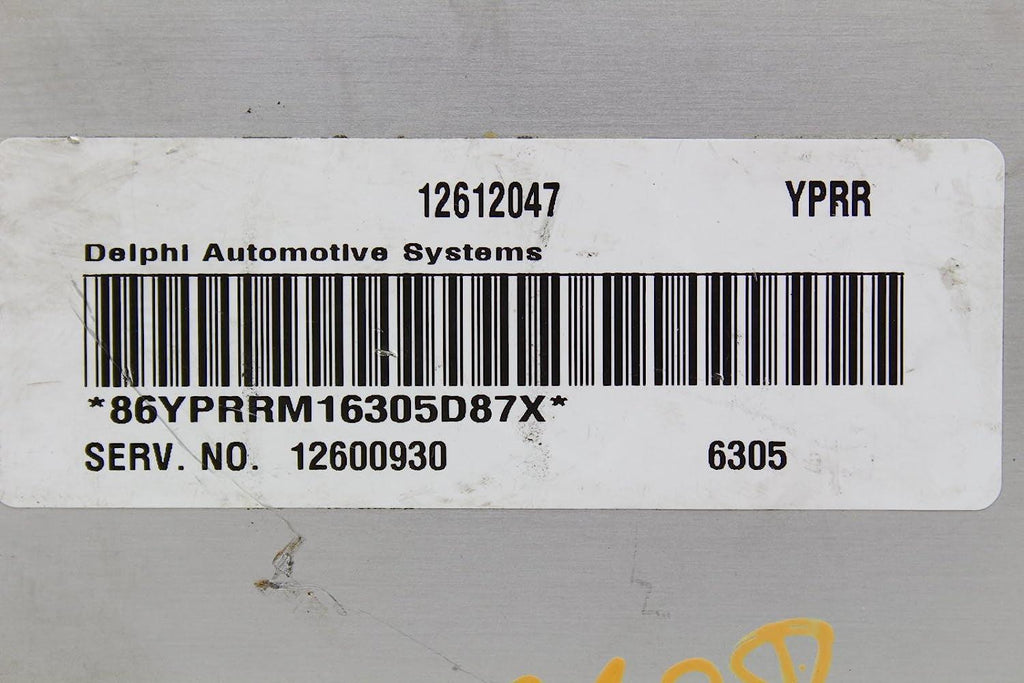 12612047 YPRR
Delphi Automotive Systems
*86YPRRM16305D87X*
SERV. NO. 12600930 6305